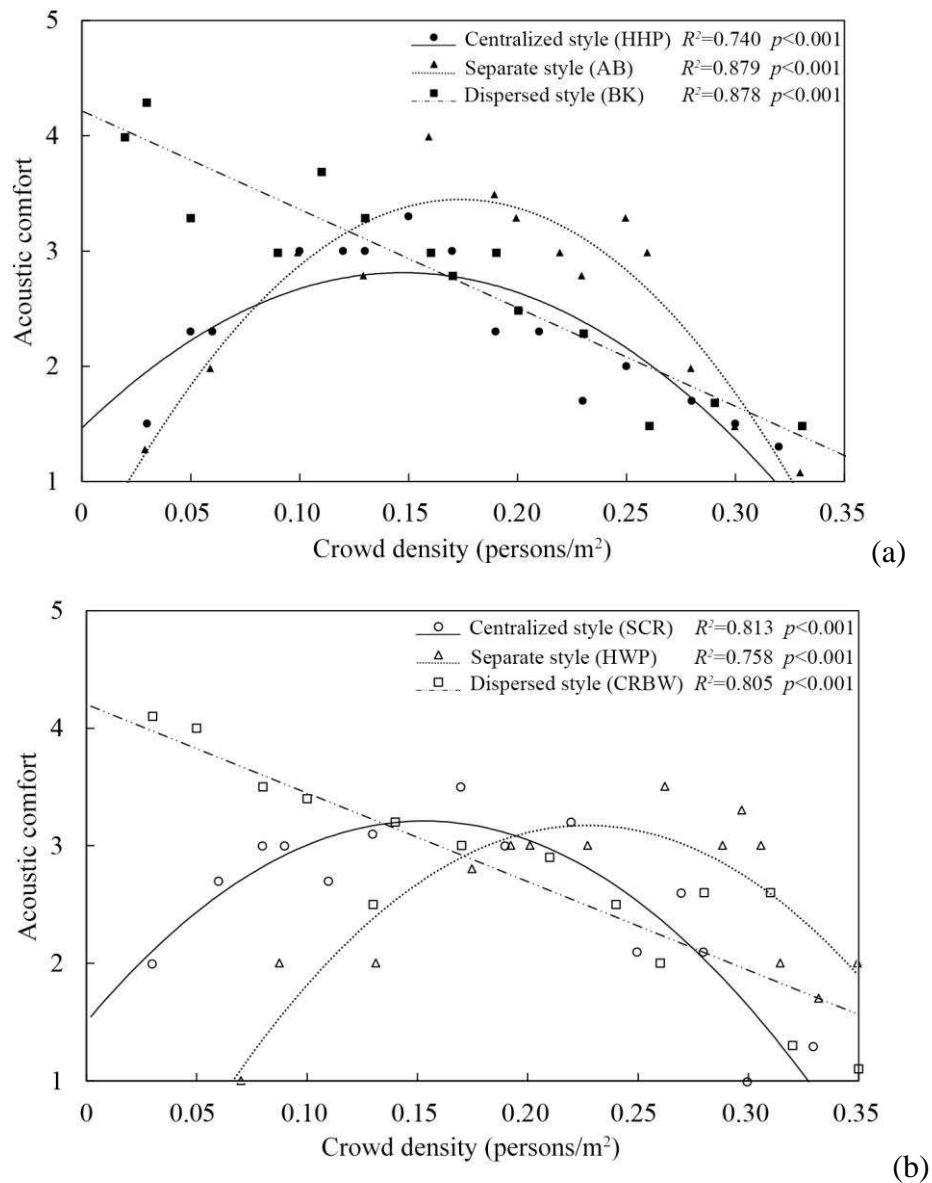 5
Centralized style (HHP) R²=0.740 p<0.001
Separate style (AB) R²=0.879 p<0.001
Dispersed style (BK) R²=0.878 p<0.001
4
3
2
1
Acoustic comfort
0 0.05 0.10 0.15 0.20 0.25 0.30 0.35
Crowd density (persons/m²)
(a)
5
Centralized style (SCR) R²=0.813 p<0.001
Separate style (HWP) R²=0.758 p<0.001
Dispersed style (CRBW) R²=0.805 p<0.001
4
3
2
1
Acoustic comfort
0 0.05 0.10 0.15 0.20 0.25 0.30 0.35
Crowd density (persons/m²)
(b)